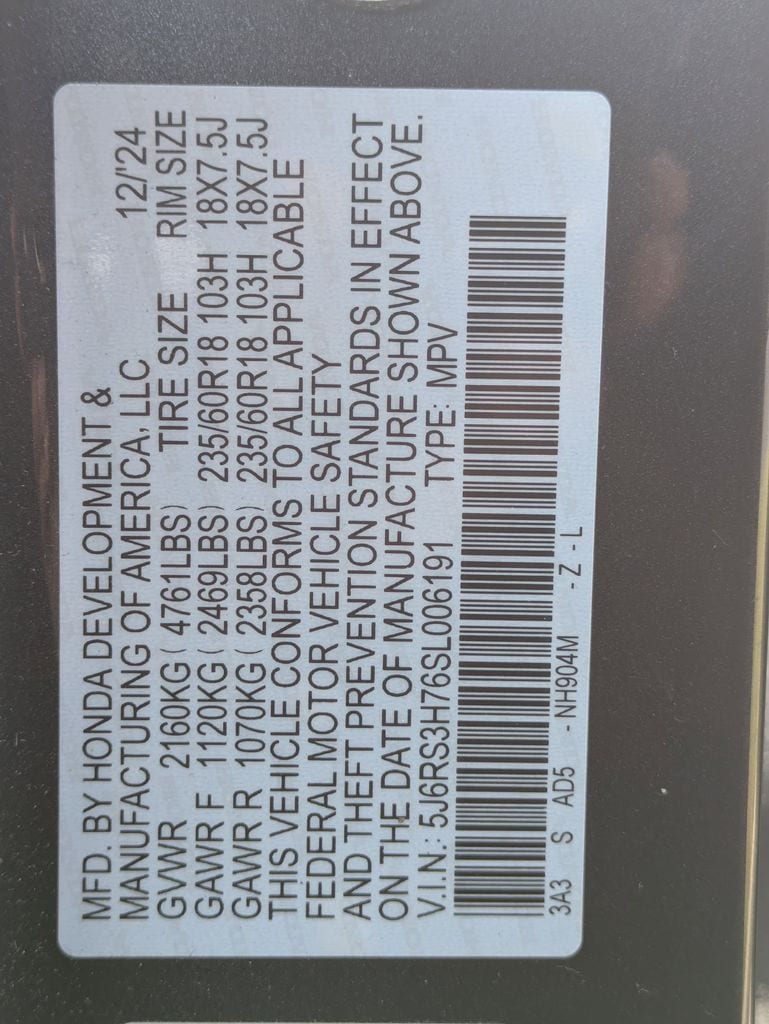 MFD. BY HONDA DEVELOPMENT &
MANUFACTURING OF AMERICA, LLC 12/'24
GVWR 2160KG ( 4761LBS) TIRE SIZE RIM SIZE
GAWR F 1120KG ( 2469LBS) 235/60R18 103H 18X7.5J
GAWR R 1070KG ( 2358LBS) 235/60R18 103H 18X7.5J
THIS VEHICLE CONFORMS TO ALL APPLICABLE
FEDERAL MOTOR VEHICLE SAFETY
AND THEFT PREVENTION STANDARDS IN EFFECT
ON THE DATE OF MANUFACTURE SHOWN ABOVE.
V.I.N.: 5J6RS3H76SL006191 TYPE: MPV
3A3 S AD5 - NH904M - Z - L